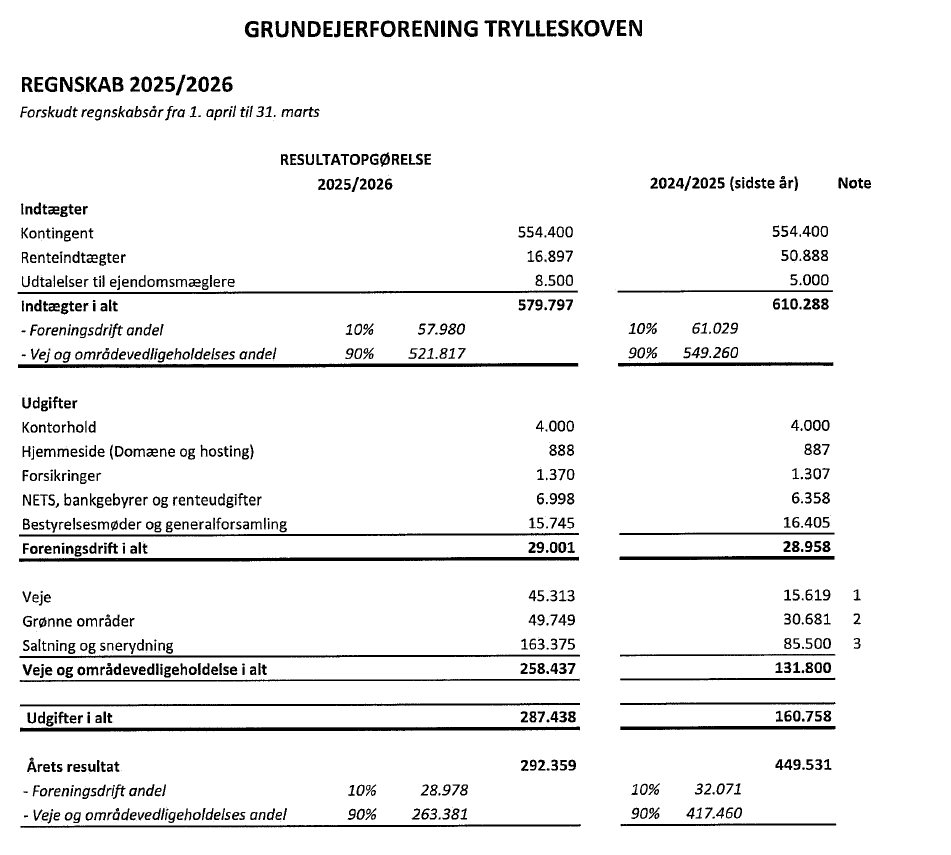 GRUNDEJERFORENING TRYLLESKOVEN
REGNSKAB 2025/2026
Forskudt regnskabsår fra 1. april til 31. marts
RESULTATOPGØRELSE
2025/2026 2024/2025 (sidste år) Note
Indtægter
Kontingent 554.400 554.400
Renteindtægter 16.897 50.888
Udtalelser til ejendomsmæglere 8.500 5.000
Indtægter i alt 579.797 610.288
- Foreningsdrift andel 10% 57.980 10% 61.029
- Vej og områdevedligeholdelses andel 90% 521.817 90% 549.260
Udgifter
Kontorhold 4.000 4.000
Hjemmeside (Domæne og hosting) 888 887
Forsikringer 1.370 1.307
NETS, bankgebyrer og renteudgifter 6.998 6.358
Bestyrelsesmøder og generalforsamling 15.745 16.405
Foreningsdrift i alt 29.001 28.958
Veje 45.313 15.619 1
Grønne områder 49.749 30.681 2
Saltning og snerydning 163.375 85.500 3
Veje og områdevedligeholdelse i alt 258.437 131.800
Udgifter i alt 287.438 160.758
Årets resultat 292.359 449.531
- Foreningsdrift andel 10% 28.978 10% 32.071
- Veje og områdevedligeholdelses andel 90% 263.381 90% 417.460